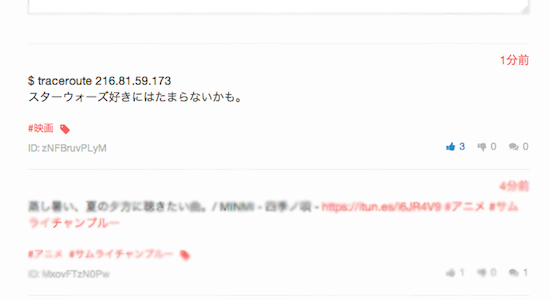 1分前
$ traceroute 216.81.59.173
スターウォーズ好きにはたまらないかも。
#映画
ID: zNFBruvPLyM
3 0 0
4分前
蒸し暑い、夏の夕方に聴きたい曲。/ MINMI - 四季ノ唄 - https://itun.es/i6JR4V9 #アニメ #サム
ライチャンプルー
#アニメ #サムライチャンプルー
ID: MxovFTzN0Pw
1 0 1